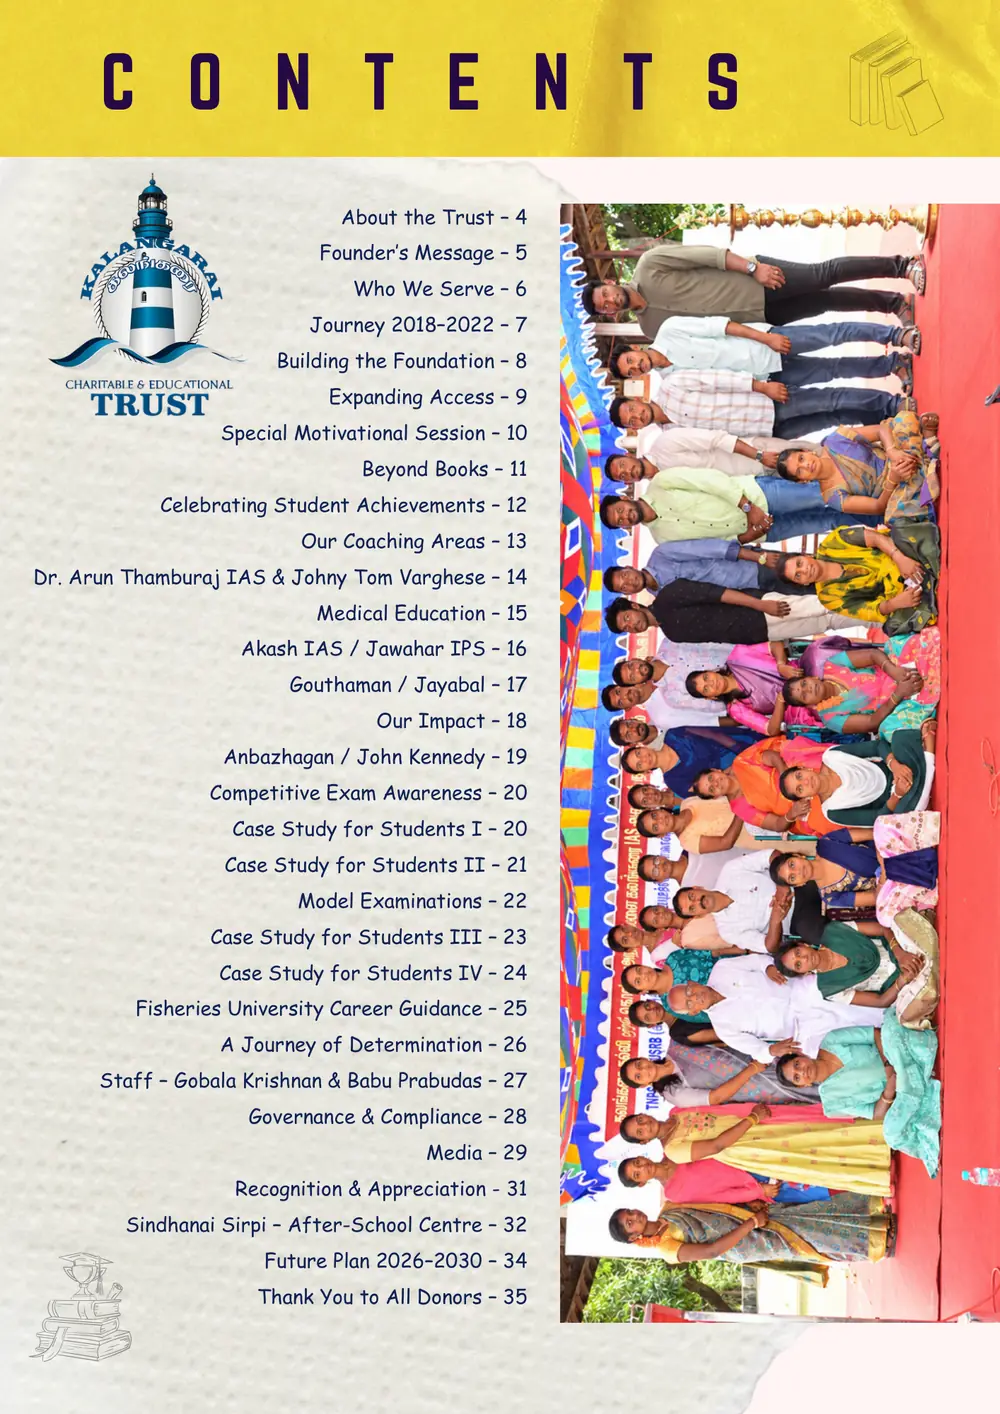 CONTENTS
KALANGARAI
கலங்கரை
CHARITABLE & EDUCATIONAL
TRUST
About the Trust – 4
Founder's Message – 5
Who We Serve – 6
Journey 2018–2022 – 7
Building the Foundation – 8
Expanding Access – 9
Special Motivational Session – 10
Beyond Books – 11
Celebrating Student Achievements – 12
Our Coaching Areas – 13
Dr. Arun Thamburaj IAS & Johny Tom Varghese – 14
Medical Education – 15
Akash IAS / Jawahar IPS – 16
Gouthaman / Jayabal – 17
Our Impact – 18
Anbazhagan / John Kennedy – 19
Competitive Exam Awareness – 20
Case Study for Students I – 20
Case Study for Students II – 21
Model Examinations – 22
Case Study for Students III – 23
Case Study for Students IV – 24
Fisheries University Career Guidance – 25
A Journey of Determination – 26
Staff – Gobala Krishnan & Babu Prabudas – 27
Governance & Compliance – 28
Media – 29
Recognition & Appreciation - 31
Sindhanai Sirpi – After-School Centre – 32
Future Plan 2026–2030 – 34
Thank You to All Donors – 35